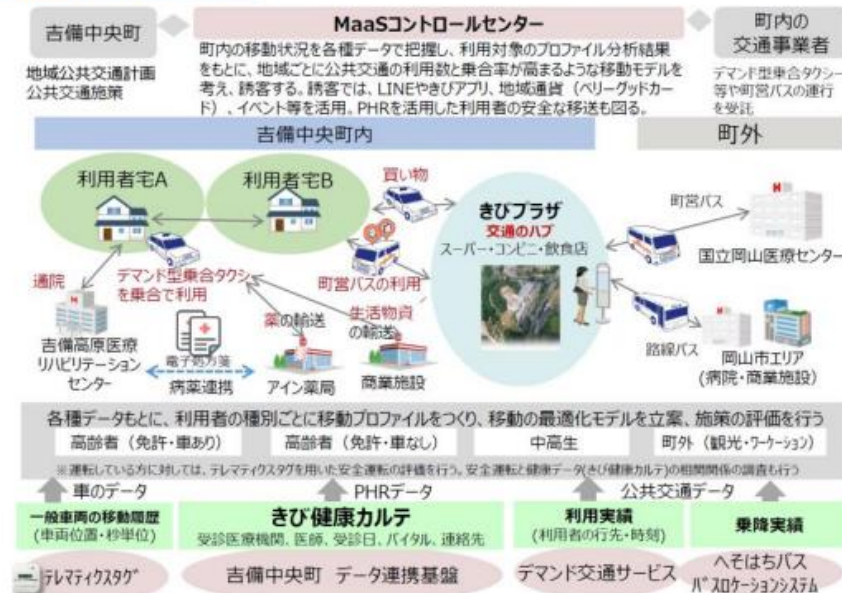 吉備中央町
地域公共交通計画
公共交通施策
MaaSコントロールセンター
町内の移動状況を各種データで把握し、利用対象のプロファイル分析結果
をもとに、地域ごとに公共交通の利用数と乗合率が高まるような移動モデルを
考え、誘客する。誘客では、LINEやきびアプリ、地域通貨（ベリーグッドカー
ド）、イベント等を活用。PHRを活用した利用者の安全な移送も図る。
町内の
交通事業者
デマンド型乗合タクシー
等や町営バスの運行
を受託
吉備中央町内
町外
利用者宅A
利用者宅B
買い物
きびプラザ
交通のハブ
スーパー・コンビニ・飲食店
町営バス
国立岡山医療センター
通院
デマンド型乗合タクシ
を乗合で利用
町営バスの利用
吉備高原医療
リハビリテーション
センター
電子処方箋
病薬連携
薬の輸送
アイン薬局
生活物資
の輸送
商業施設
路線バス
岡山市エリア
(病院・商業施設)
各種データもとに、利用者の種別ごとに移動プロファイルをつくり、移動の最適化モデルを立案、施策の評価を行う
高齢者（免許・車あり）
高齢者（免許・車なし）
中高生
町外（観光・ワーケーション）
※運転している方に対しては、テレマティクスタグを用いた安全運転の評価を行う。安全運転と健康データ(きび健康カルテ)の相関関係の調査も行う
車のデータ
PHRデータ
公共交通データ
一般車両の移動履歴
(車両位置・秒単位)
きび健康カルテ
受診医療機関、医師、受診日、バイタル、連絡先
利用実績
(利用者の行先・時刻)
乗降実績
テレマティクスタグ
吉備中央町 データ連携基盤
デマンド交通サービス
へそはちバス
バスロケーションシステム